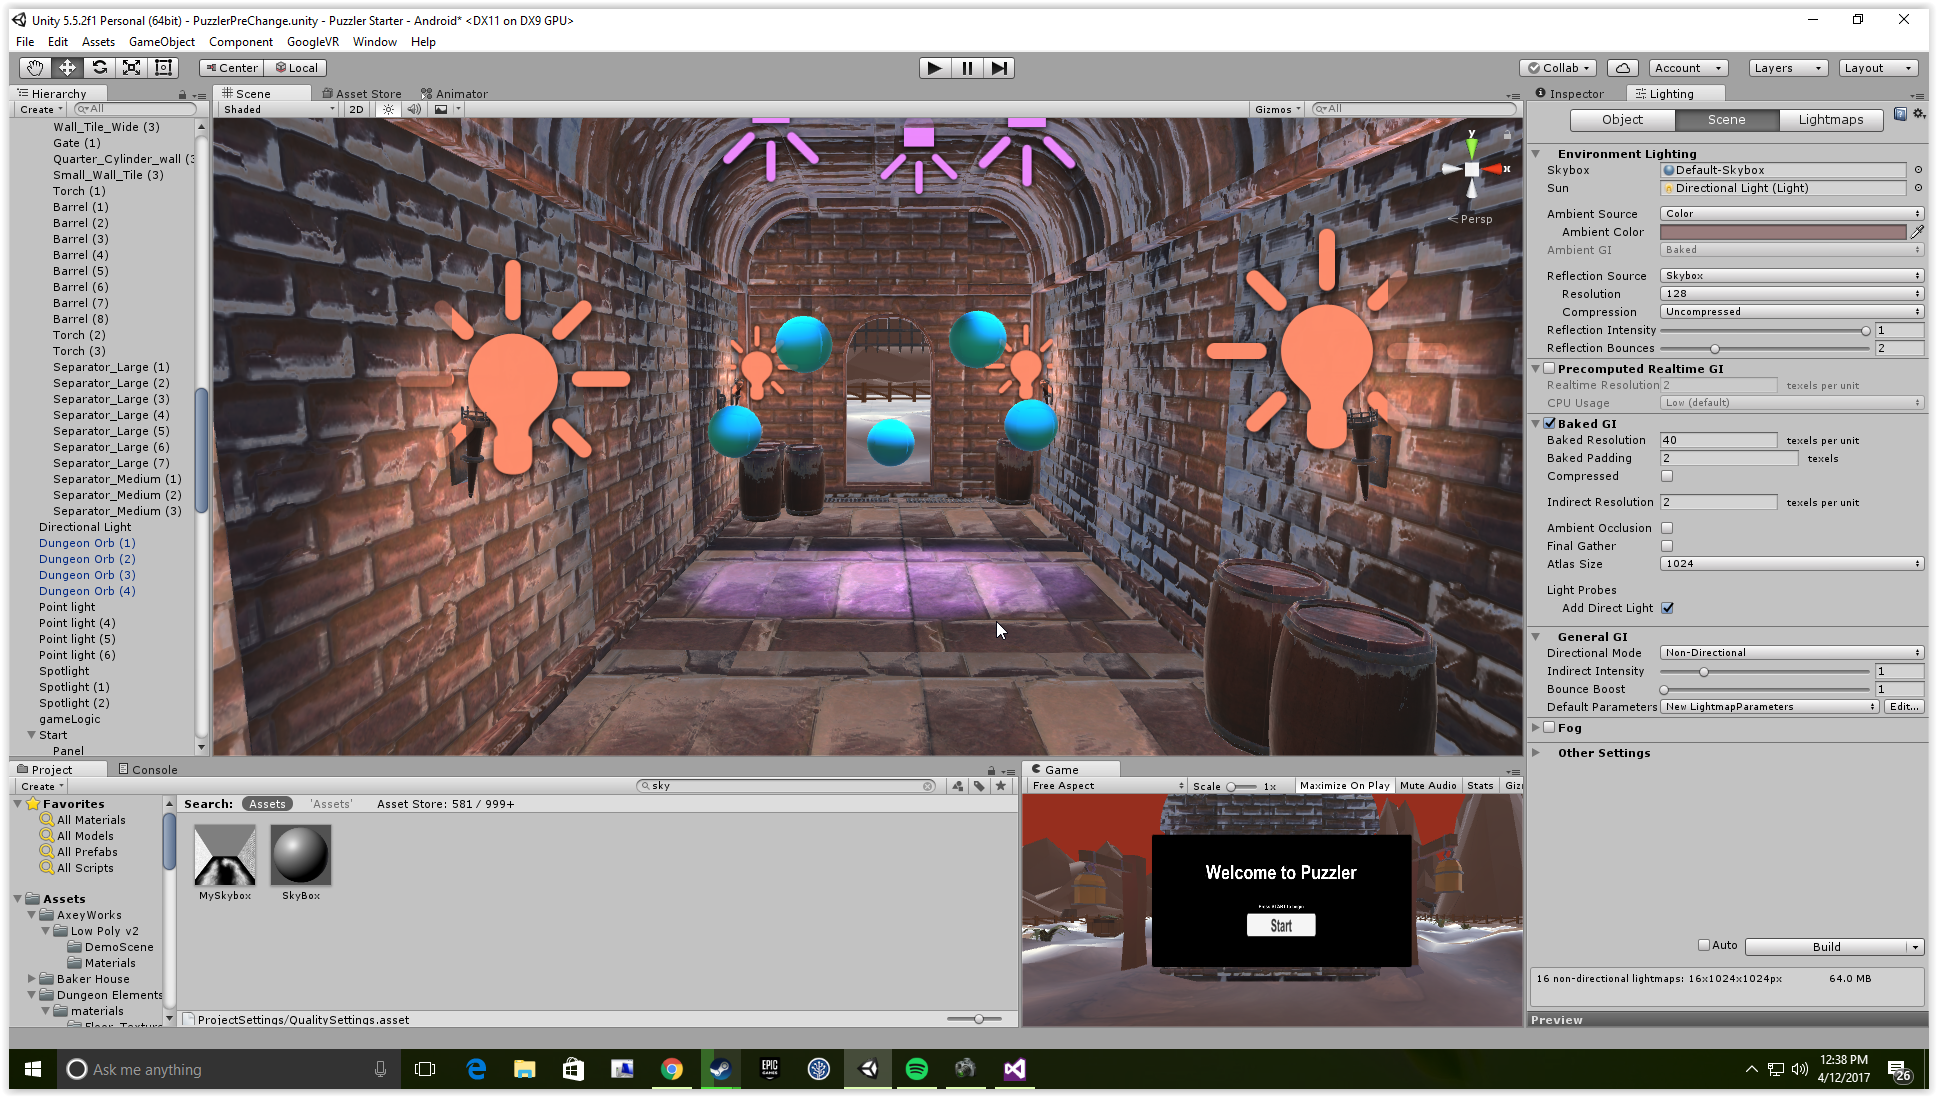 Unity 5.5.2f1 Personal (64bit) - PuzzlerPreChange.unity - Puzzler Starter - Android* <DX11 on DX9 GPU>
File Edit Assets GameObject Component GoogleVR Window Help
Center Local
Collab Account Layers Layout
Hierarchy
Create All
Wall_Tile_Wide (3)
Gate (1)
Quarter_Cylinder_wall (3
Small_Wall_Tile (3)
Torch (1)
Barrel (1)
Barrel (2)
Barrel (3)
Barrel (4)
Barrel (5)
Barrel (6)
Barrel (7)
Barrel (8)
Torch (2)
Torch (3)
Separator_Large (1)
Separator_Large (2)
Separator_Large (3)
Separator_Large (4)
Separator_Large (5)
Separator_Large (6)
Separator_Large (7)
Separator_Medium (1)
Separator_Medium (2)
Separator_Medium (3)
Directional Light
Dungeon Orb (1)
Dungeon Orb (2)
Dungeon Orb (3)
Dungeon Orb (4)
Point light
Point light (4)
Point light (5)
Point light (6)
Spotlight
Spotlight (1)
Spotlight (2)
gameLogic
Start
Panel
Scene Asset Store Animator
Shaded 2D Gizmos All
y
x
Persp
Inspector Lighting
Object Scene Lightmaps
Environment Lighting
Skybox Default-Skybox
Sun Directional Light (Light)
Ambient Source Color
Ambient Color
Ambient GI Baked
Reflection Source Skybox
Resolution 128
Compression Uncompressed
Reflection Intensity 1
Reflection Bounces 2
Precomputed Realtime GI
Realtime Resolution 2 texels per unit
CPU Usage Low (default)
Baked GI
Baked Resolution 40 texels per unit
Baked Padding 2 texels
Compressed
Indirect Resolution 2 texels per unit
Ambient Occlusion
Final Gather
Atlas Size 1024
Light Probes
Add Direct Light
General GI
Directional Mode Non-Directional
Indirect Intensity 1
Bounce Boost 1
Default Parameters New LightmapParameters Edit...
Fog
Other Settings
Auto Build
16 non-directional lightmaps: 16x1024x1024px 64.0 MB
Preview
Project Console
Create sky
Favorites
All Materials
All Models
All Prefabs
All Scripts
Assets
AxeyWorks
Low Poly v2
DemoScene
Materials
Baker House
Dungeon Elements
materials
Floor_Texture
Search: Assets 'Assets' Asset Store: 581 / 999+
MySkybox SkyBox
ProjectSettings/QualitySettings.asset
Game
Free Aspect Scale 1x Maximize On Play Mute Audio Stats Giz
Welcome to Puzzler
Press START to begin
Start
Ask me anything
EPIC GAMES
12:38 PM
4/12/2017
26